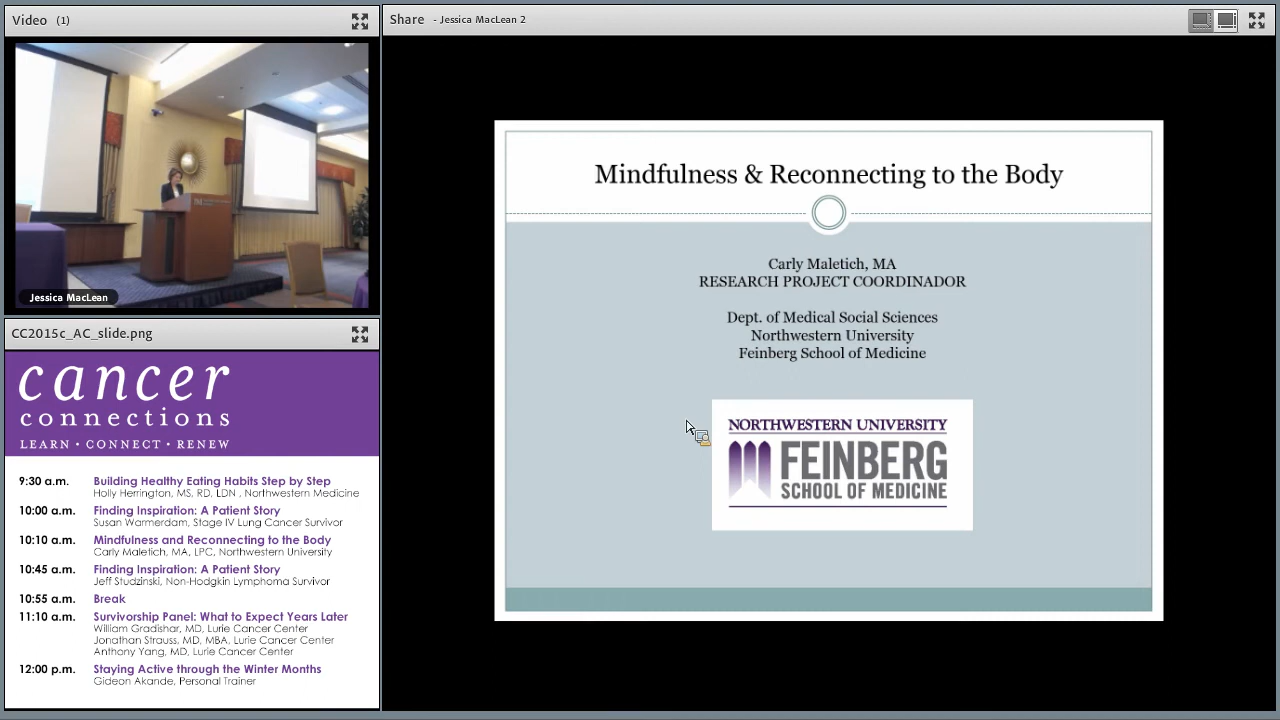 Video (1)
Jessica MacLean
CC2015c_AC_slide.png
cancer
connections
LEARN • CONNECT • RENEW
9:30 a.m. Building Healthy Eating Habits Step by Step
Holly Herrington, MS, RD, LDN , Northwestern Medicine
10:00 a.m. Finding Inspiration: A Patient Story
Susan Warmerdam, Stage IV Lung Cancer Survivor
10:10 a.m. Mindfulness and Reconnecting to the Body
Carly Maletich, MA, LPC, Northwestern University
10:45 a.m. Finding Inspiration: A Patient Story
Jeff Studzinski, Non-Hodgkin Lymphoma Survivor
10:55 a.m. Break
11:10 a.m. Survivorship Panel: What to Expect Years Later
William Gradishar, MD, Lurie Cancer Center
Jonathan Strauss, MD, MBA, Lurie Cancer Center
Anthony Yang, MD, Lurie Cancer Center
12:00 p.m. Staying Active through the Winter Months
Gideon Akande, Personal Trainer
Share - Jessica MacLean 2
Mindfulness & Reconnecting to the Body
Carly Maletich, MA
RESEARCH PROJECT COORDINADOR
Dept. of Medical Social Sciences
Northwestern University
Feinberg School of Medicine
NORTHWESTERN UNIVERSITY
FEINBERG
SCHOOL OF MEDICINE